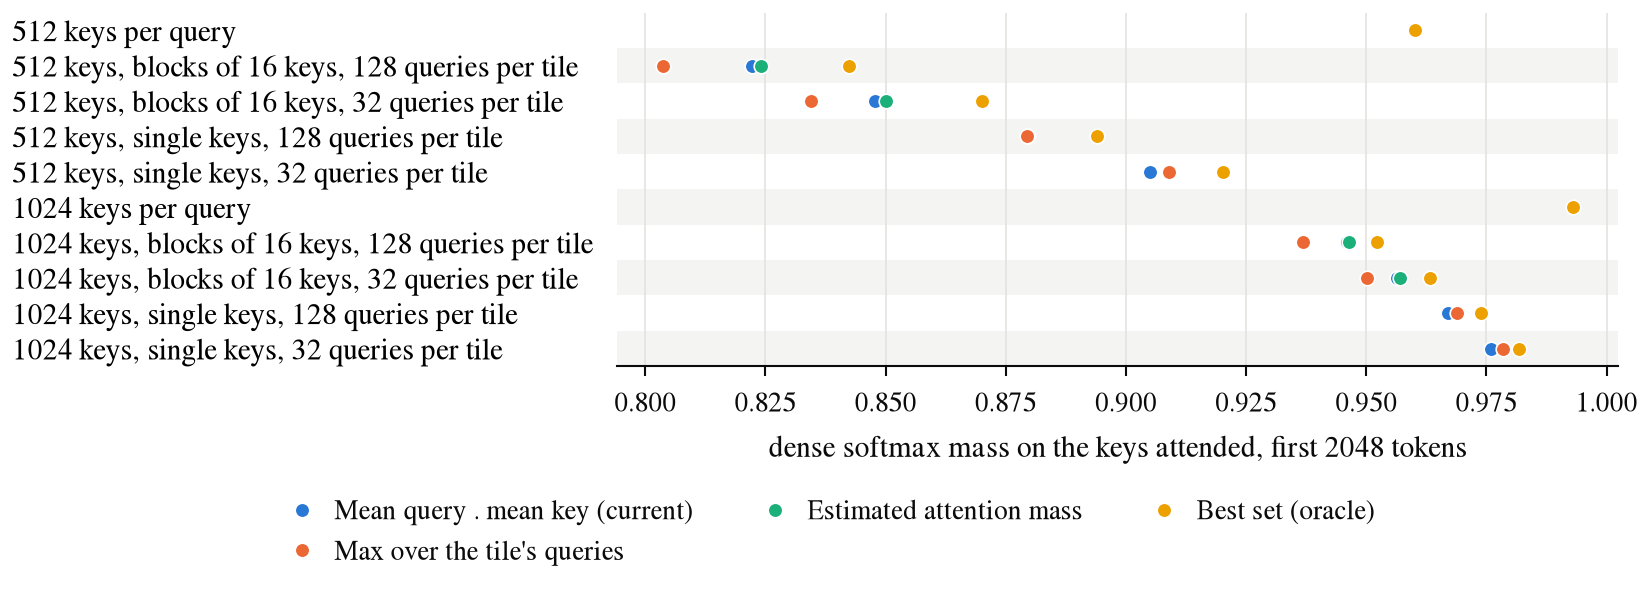 512 keys per query
512 keys, blocks of 16 keys, 128 queries per tile
512 keys, blocks of 16 keys, 32 queries per tile
512 keys, single keys, 128 queries per tile
512 keys, single keys, 32 queries per tile
1024 keys per query
1024 keys, blocks of 16 keys, 128 queries per tile
1024 keys, blocks of 16 keys, 32 queries per tile
1024 keys, single keys, 128 queries per tile
1024 keys, single keys, 32 queries per tile
0.800 0.825 0.850 0.875 0.900 0.925 0.950 0.975 1.000
dense softmax mass on the keys attended, first 2048 tokens
Mean query . mean key (current) Estimated attention mass Best set (oracle)
Max over the tile's queries